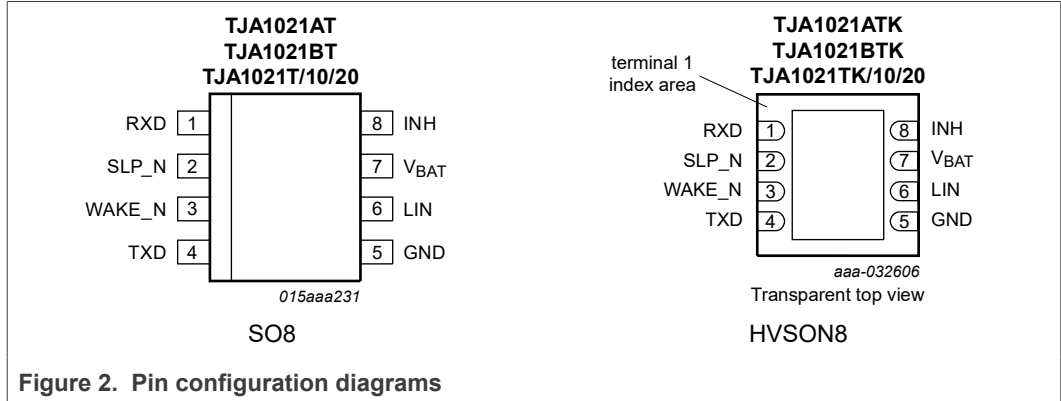 TJA1021AT
TJA1021BT
TJA1021T/10/20
RXD 1
8 INH
SLP_N 2
7 VBAT
WAKE_N 3
6 LIN
TXD 4
5 GND
015aaa231
SO8
TJA1021ATK
TJA1021BTK
TJA1021TK/10/20
terminal 1
index area
RXD 1
8 INH
SLP_N 2
7 VBAT
WAKE_N 3
6 LIN
TXD 4
5 GND
aaa-032606
Transparent top view
HVSON8
Figure 2. Pin configuration diagrams